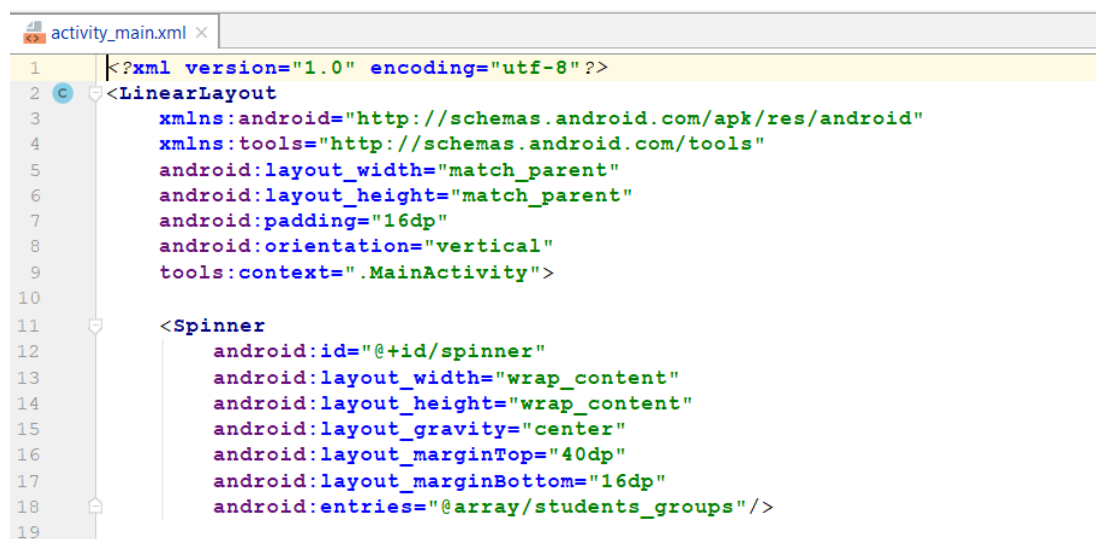 activity_main.xml ×
1 <?xml version="1.0" encoding="utf-8"?>
2 C <LinearLayout
3 xmlns:android="http://schemas.android.com/apk/res/android"
4 xmlns:tools="http://schemas.android.com/tools"
5 android:layout_width="match_parent"
6 android:layout_height="match_parent"
7 android:padding="16dp"
8 android:orientation="vertical"
9 tools:context=".MainActivity">
10
11 <Spinner
12 android:id="@+id/spinner"
13 android:layout_width="wrap_content"
14 android:layout_height="wrap_content"
15 android:layout_gravity="center"
16 android:layout_marginTop="40dp"
17 android:layout_marginBottom="16dp"
18 android:entries="@array/students_groups"/>
19